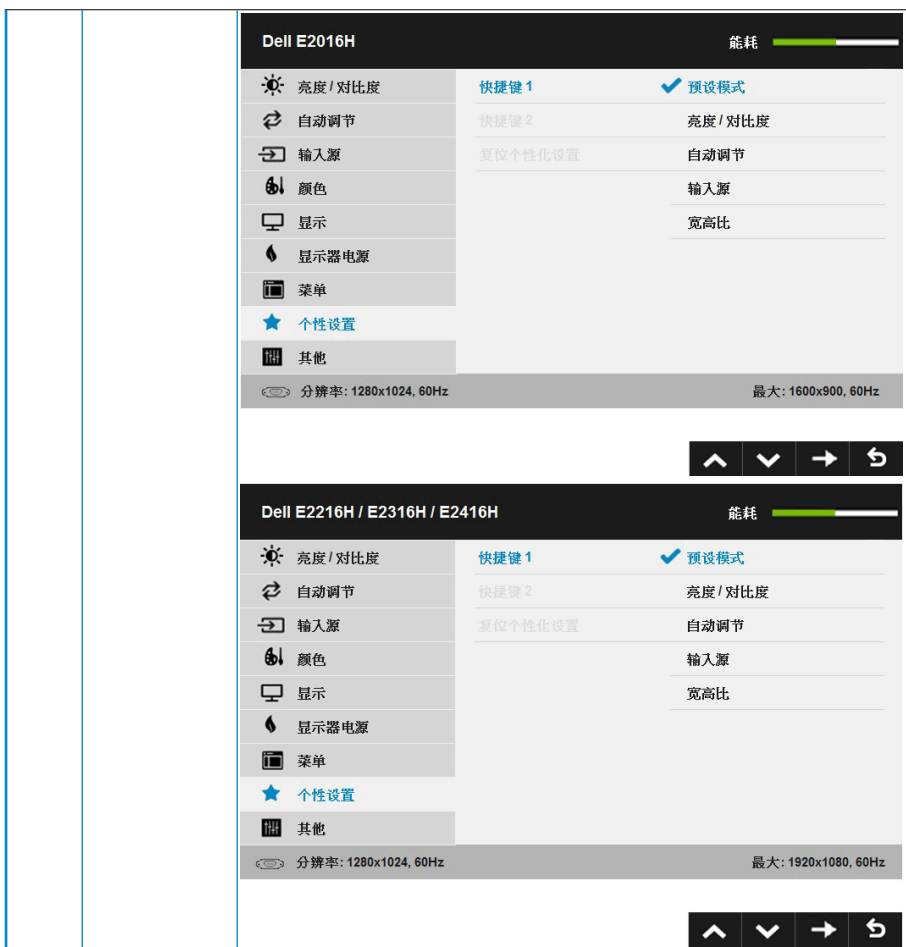 Dell E2016H 能耗
亮度 / 对比度 快捷键 1 预设模式
自动调节 快捷键 2 亮度 / 对比度
输入源 复位个性化设置 自动调节
颜色 输入源
显示 宽高比
显示器电源
菜单
个性设置
其他
分辨率: 1280x1024, 60Hz 最大: 1600x900, 60Hz
Dell E2216H / E2316H / E2416H 能耗
亮度 / 对比度 快捷键 1 预设模式
自动调节 快捷键 2 亮度 / 对比度
输入源 复位个性化设置 自动调节
颜色 输入源
显示 宽高比
显示器电源
菜单
个性设置
其他
分辨率: 1280x1024, 60Hz 最大: 1920x1080, 60Hz